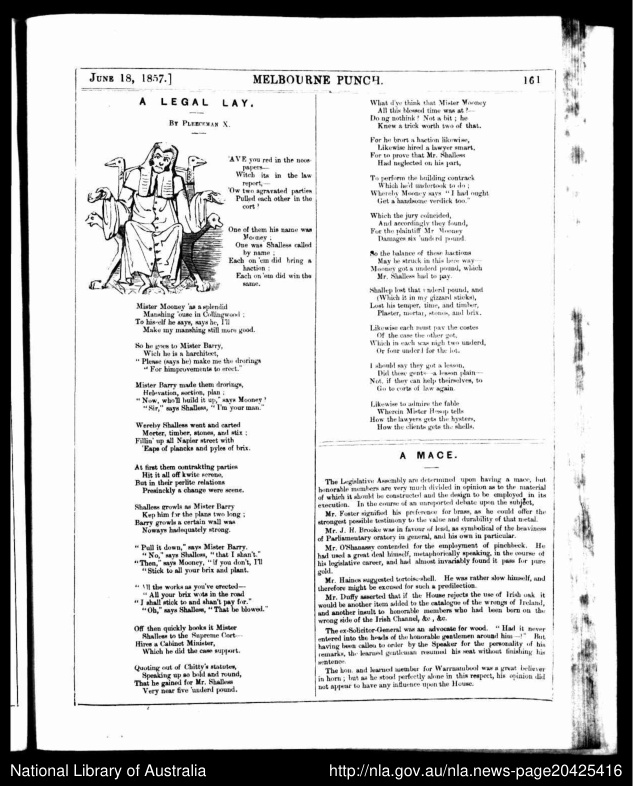 JUNE 18, 1857.]
MELBOURNE PUNCH.
161
A LEGAL LAY.
BY PLEECEMAN X.
'AVE you red in the noos-
papers—
Witch its in the law
report,—
'Ow two agravated parties
Pulled each other in the
cort ?
One of them his name was
Mooney ;
One was Shalless called
by name ;
Each on 'em did bring a
haction ;
Each on 'em did win the
same.
Mister Mooney 'as a splendid
Manshing 'ouse in Collingwood ;
To hisself he says, says he, I'll
Make my manshing still more good.
So he goes to Mister Barry,
Wich he is a harchitect,
" Please (says he) make me the drorings
" For himprovements to erect."
Mister Barry made them drorings,
Helevation, section, plan ;
" Now, who'll build it up," says Mooney ?
" Sir," says Shalless, " I'm your man."
Wereby Shalless went and carted
Morter, timber, stones, and stix ;
Fillin' up all Napier street with
'Eaps of plancks and pyles of brix.
At first them contrakting parties
Hit it all off kwite serene,
But in their perlite relations
Presinckly a change were scene.
Shalless growls as Mister Barry
Kep him for the plans two long ;
Barry growls a certain wall was
Noways hadequately strong.
" Pull it down," says Mister Barry.
" No," says Shalless, " that I shan't."
" Then," says Mooney, " if you don't, I'll
" Stick to all your brix and plant.
" All the works as you've erected—
" All your brix wots in the road
" I shall stick to and shan't pay for."
" Oh," says Shalless, " That be blowed."
Off then quickly hooks it Mister
Shalless to the Supreme Cort—
Hires a Cabinet Minister,
Which he did the case support.
Quoting out of Chitty's statutes,
Speaking up so bold and round,
That he gained for Mr. Shalless
Very near five 'underd pound.
What d'ye think that Mister Mooney
All this blessed time was at ?—
Doing nothink ? Not a bit ; he
Knew a trick worth two of that.
For he brort a haction likewise,
Likewise hired a lawyer smart,
For to prove that Mr. Shalless
Had neglected on his part,
To perform the building contrack
Which he'd undertook to do ;
Whereby Mooney says " I had ought
Get a handsome verdick too."
Which the jury coincided,
And accordingly they found,
For the plaintiff Mr Mooney
Damages six 'underd pound.
So the balance of these hactions
May be struck in this here way—
Mooney got a underd pound, which
Mr. Shalless had to pay.
Shalless lost that underd pound, and
(Which it in my gizard sticks),
Lost his temper, time, and timber,
Plaster, mortar, stones, and brix.
Likewise each must pay the costes
Of the case the other got,
Which in each was nigh two underd,
Or four underd for the lot.
I should say they got a lesson,
Did these gents—a lesson plain—
Not, if they can help theirselves, to
Go to corts of law again.
Likewise to admire the fable
Wherein Mister Hesop tells
How the lawyers gets the hysters,
How the clients gets the shells.
A MACE.
The Legislative Assembly are determined upon having a mace, but
honorable members are very much divided in opinion as to the material
of which it should be constructed and the design to be employed in its
execution. In the course of an unreported debate upon the subject,
Mr. Foster signified his preference for brass, as he could offer the
strongest possible testimony to the value and durability of that metal.
Mr. J. H. Brooke was in favour of lead, as symbolical of the heaviness
of Parliamentary oratory in general, and his own in particular.
Mr. O'Shanassy contended for the employment of pinchbeck. He
had used a great deal himself, metaphorically speaking, in the course of
his legislative career, and had almost invariably found it pass for pure
gold.
Mr. Haines suggested tortoise-shell. He was rather slow himself, and
therefore might be excused for such a predilection.
Mr. Duffy asserted that if the House rejects the use of Irish oak it
would be another item added to the catalogue of the wrongs of Ireland,
and another insult to honorable members who had been born on the
wrong side of the Irish Channel, &c., &c.
The ex-Solicitor-General was an advocate for wood. " Had it never
entered into the heads of the honorable gentlemen around him—!" But
having been called to order by the Speaker for the personality of his
remarks, the learned gentleman resumed his seat without finishing his
sentence.
The hon. and learned member for Warrnambool was a great believer
in horn ; but as he stood perfectly alone in this respect, his opinion did
not appear to have any influence upon the House.
National Library of Australia
http://nla.gov.au/nla.news-page20425416